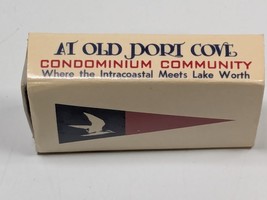 AT OLD PORT COVE
CONDOMINIUM COMMUNITY
Where the Intracoastal Meets Lake Worth